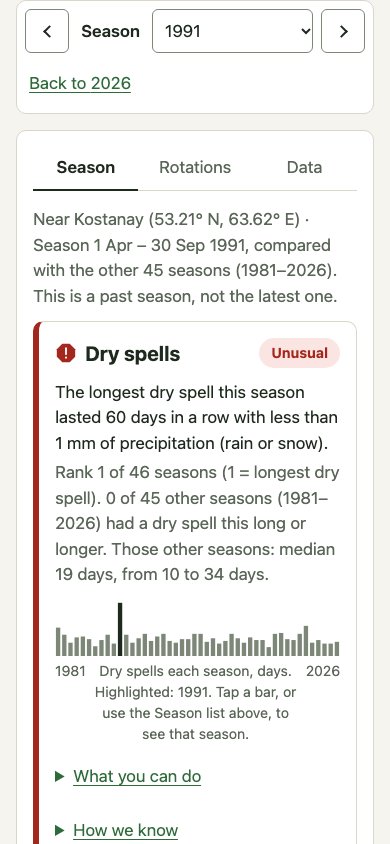 Season 1991
Back to 2026
Season Rotations Data
Near Kostanay (53.21° N, 63.62° E) ·
Season 1 Apr – 30 Sep 1991, compared
with the other 45 seasons (1981–2026).
This is a past season, not the latest one.
Dry spells Unusual
The longest dry spell this season
lasted 60 days in a row with less than
1 mm of precipitation (rain or snow).
Rank 1 of 46 seasons (1 = longest dry
spell). 0 of 45 other seasons (1981–
2026) had a dry spell this long or
longer. Those other seasons: median
19 days, from 10 to 34 days.
1981 Dry spells each season, days. 2026
Highlighted: 1991. Tap a bar, or
use the Season list above, to
see that season.
What you can do
How we know